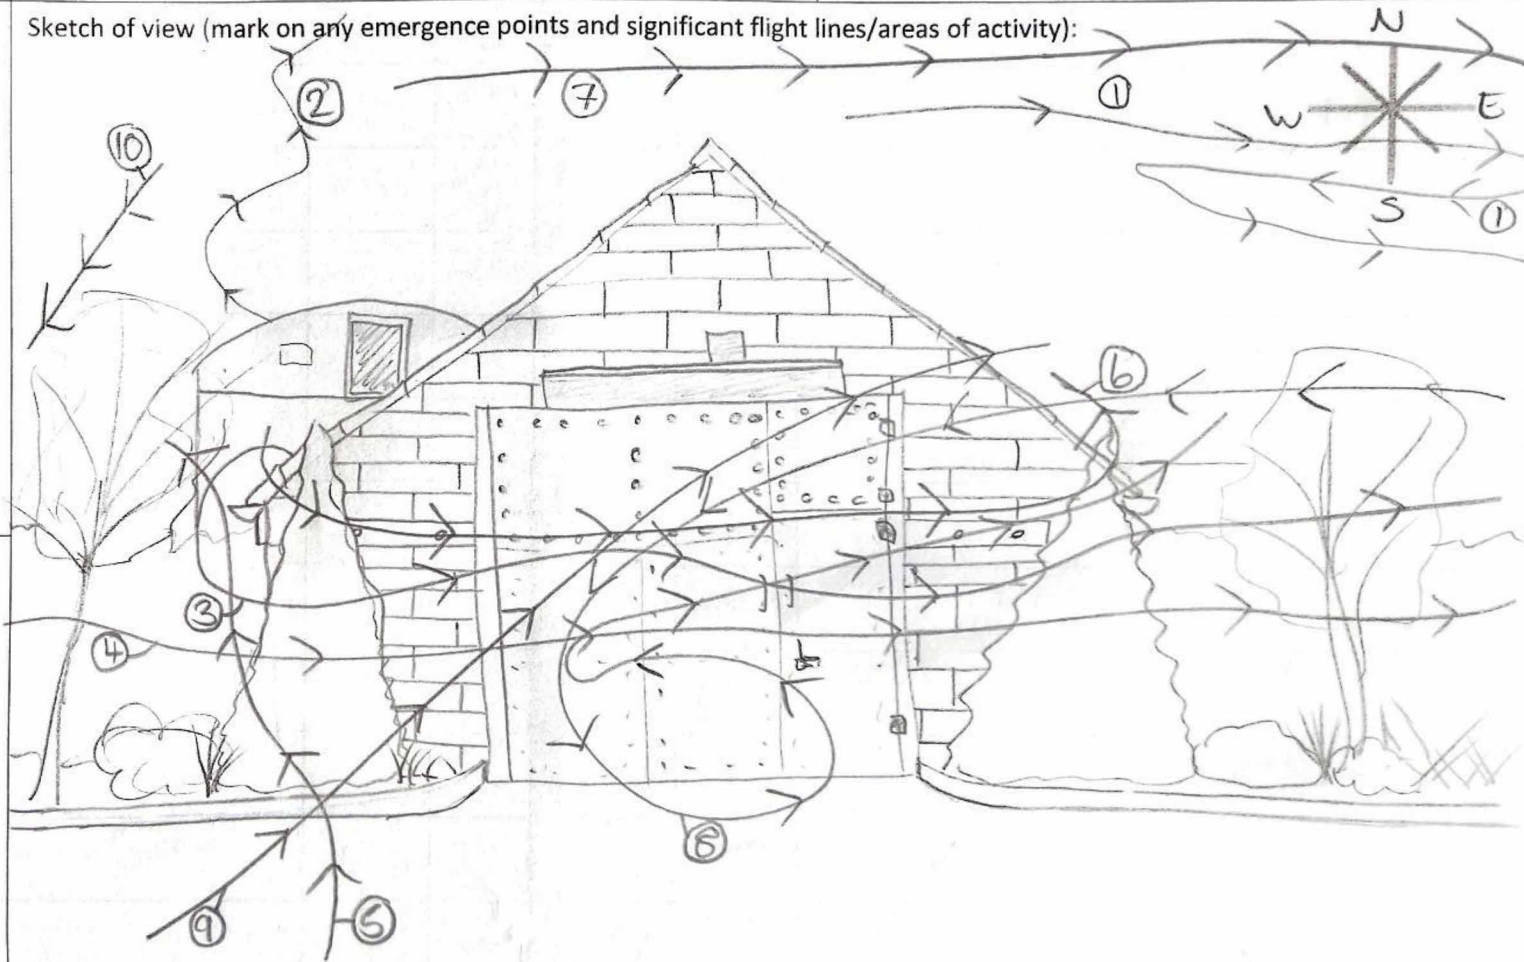 Sketch of view (mark on any emergence points and significant flight lines/areas of activity):
N
2
7
1
W
E
10
S
1
6
3
4
8
9
5